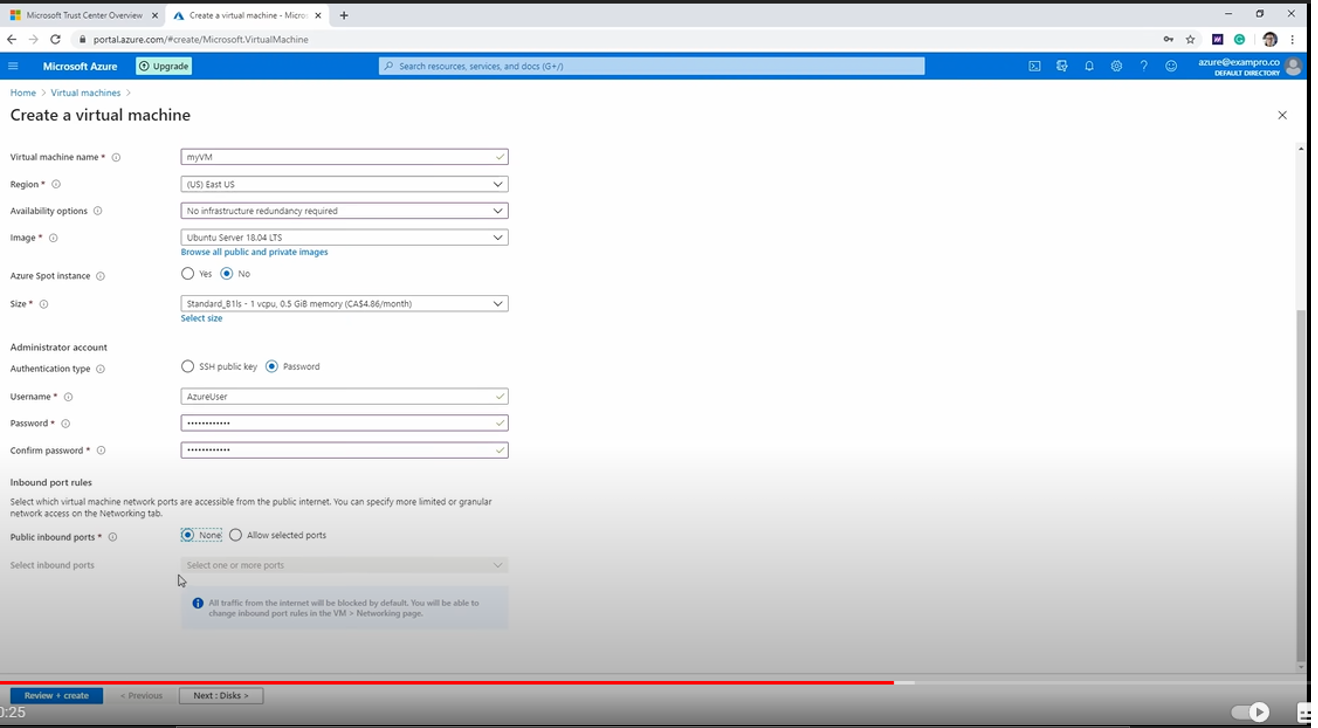 Microsoft Trust Center Overview
Create a virtual machine - Micros
portal.azure.com/#create/Microsoft.VirtualMachine
Microsoft Azure
Upgrade
Search resources, services, and docs (G+/)
azure@exampro.co
DEFAULT DIRECTORY
Home > Virtual machines >
Create a virtual machine
Virtual machine name *
myVM
Region *
(US) East US
Availability options
No infrastructure redundancy required
Image *
Ubuntu Server 18.04 LTS
Browse all public and private images
Azure Spot instance
Yes No
Size *
Standard_B1ls - 1 vcpu, 0.5 GiB memory (CA$4.86/month)
Select size
Administrator account
Authentication type
SSH public key Password
Username *
AzureUser
Password *
••••••••••••
Confirm password *
••••••••••••
Inbound port rules
Select which virtual machine network ports are accessible from the public internet. You can specify more limited or granular
network access on the Networking tab.
Public inbound ports *
None Allow selected ports
Select inbound ports
Select one or more ports
All traffic from the internet will be blocked by default. You will be able to
change inbound port rules in the VM > Networking page.
Review + create
< Previous
Next : Disks >
0:25